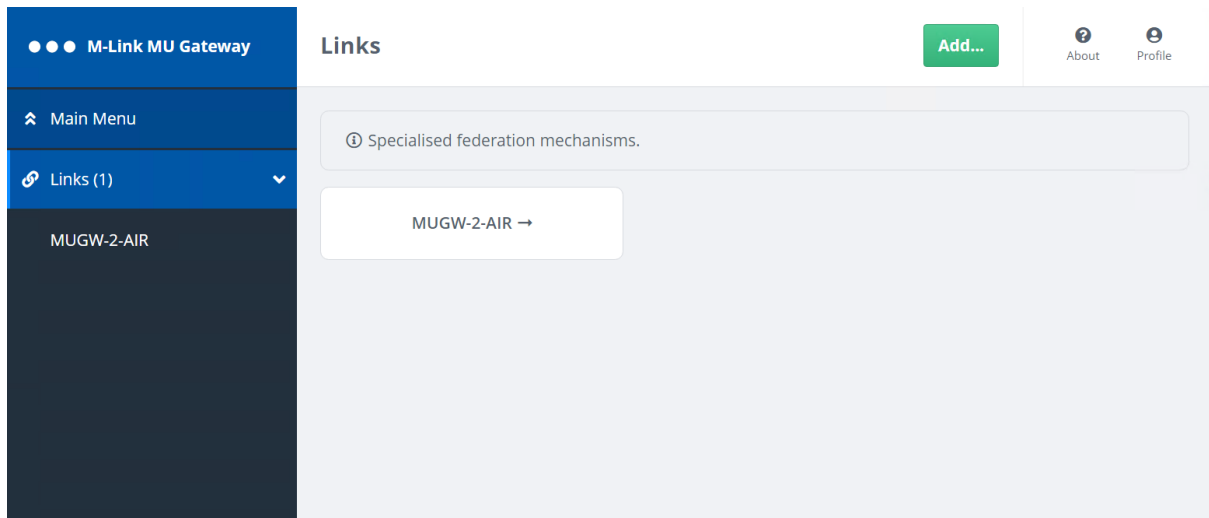 M-Link MU Gateway
Links
Add...
About
Profile
Main Menu
Links (1)
MUGW-2-AIR
Specialised federation mechanisms.
MUGW-2-AIR →